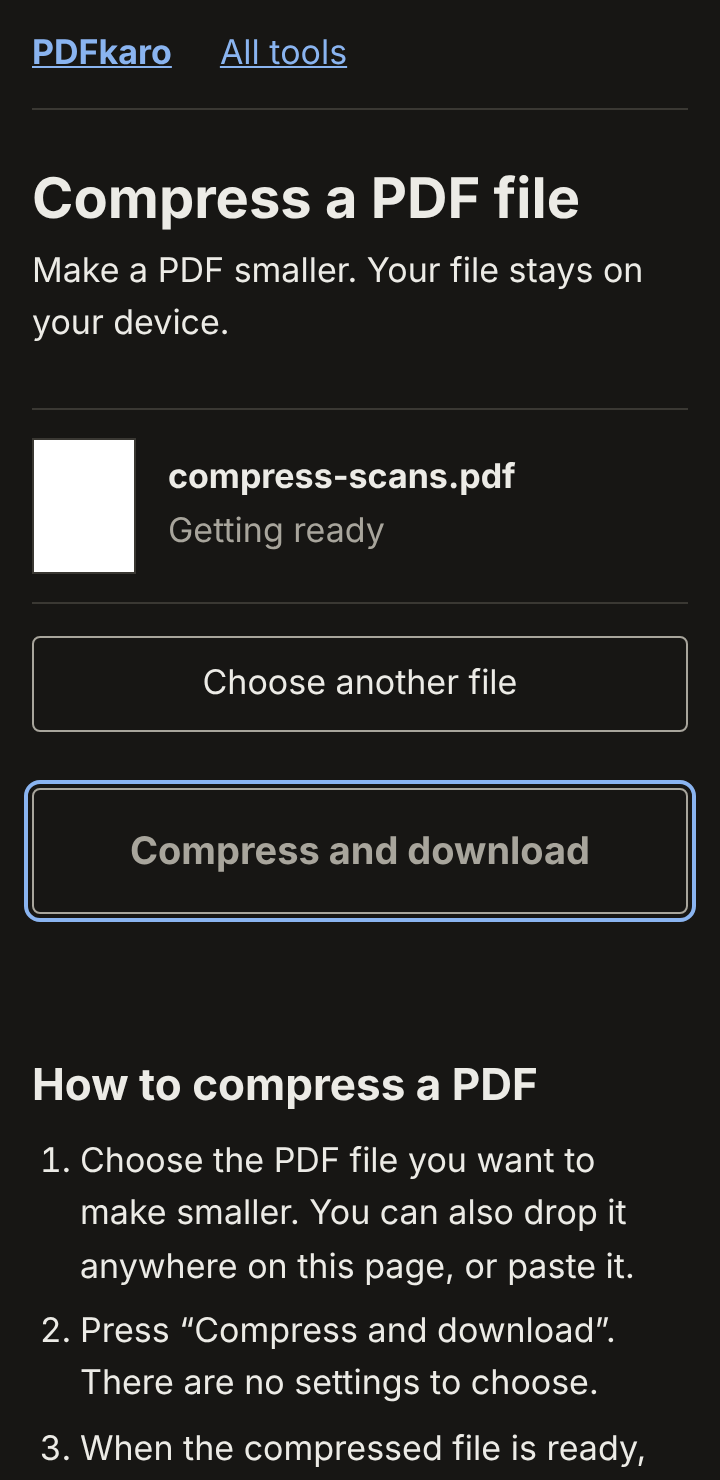 PDFkaro All tools
Compress a PDF file
Make a PDF smaller. Your file stays on
your device.
compress-scans.pdf
Getting ready
Choose another file
Compress and download
How to compress a PDF
1. Choose the PDF file you want to
make smaller. You can also drop it
anywhere on this page, or paste it.
2. Press “Compress and download”.
There are no settings to choose.
3. When the compressed file is ready,